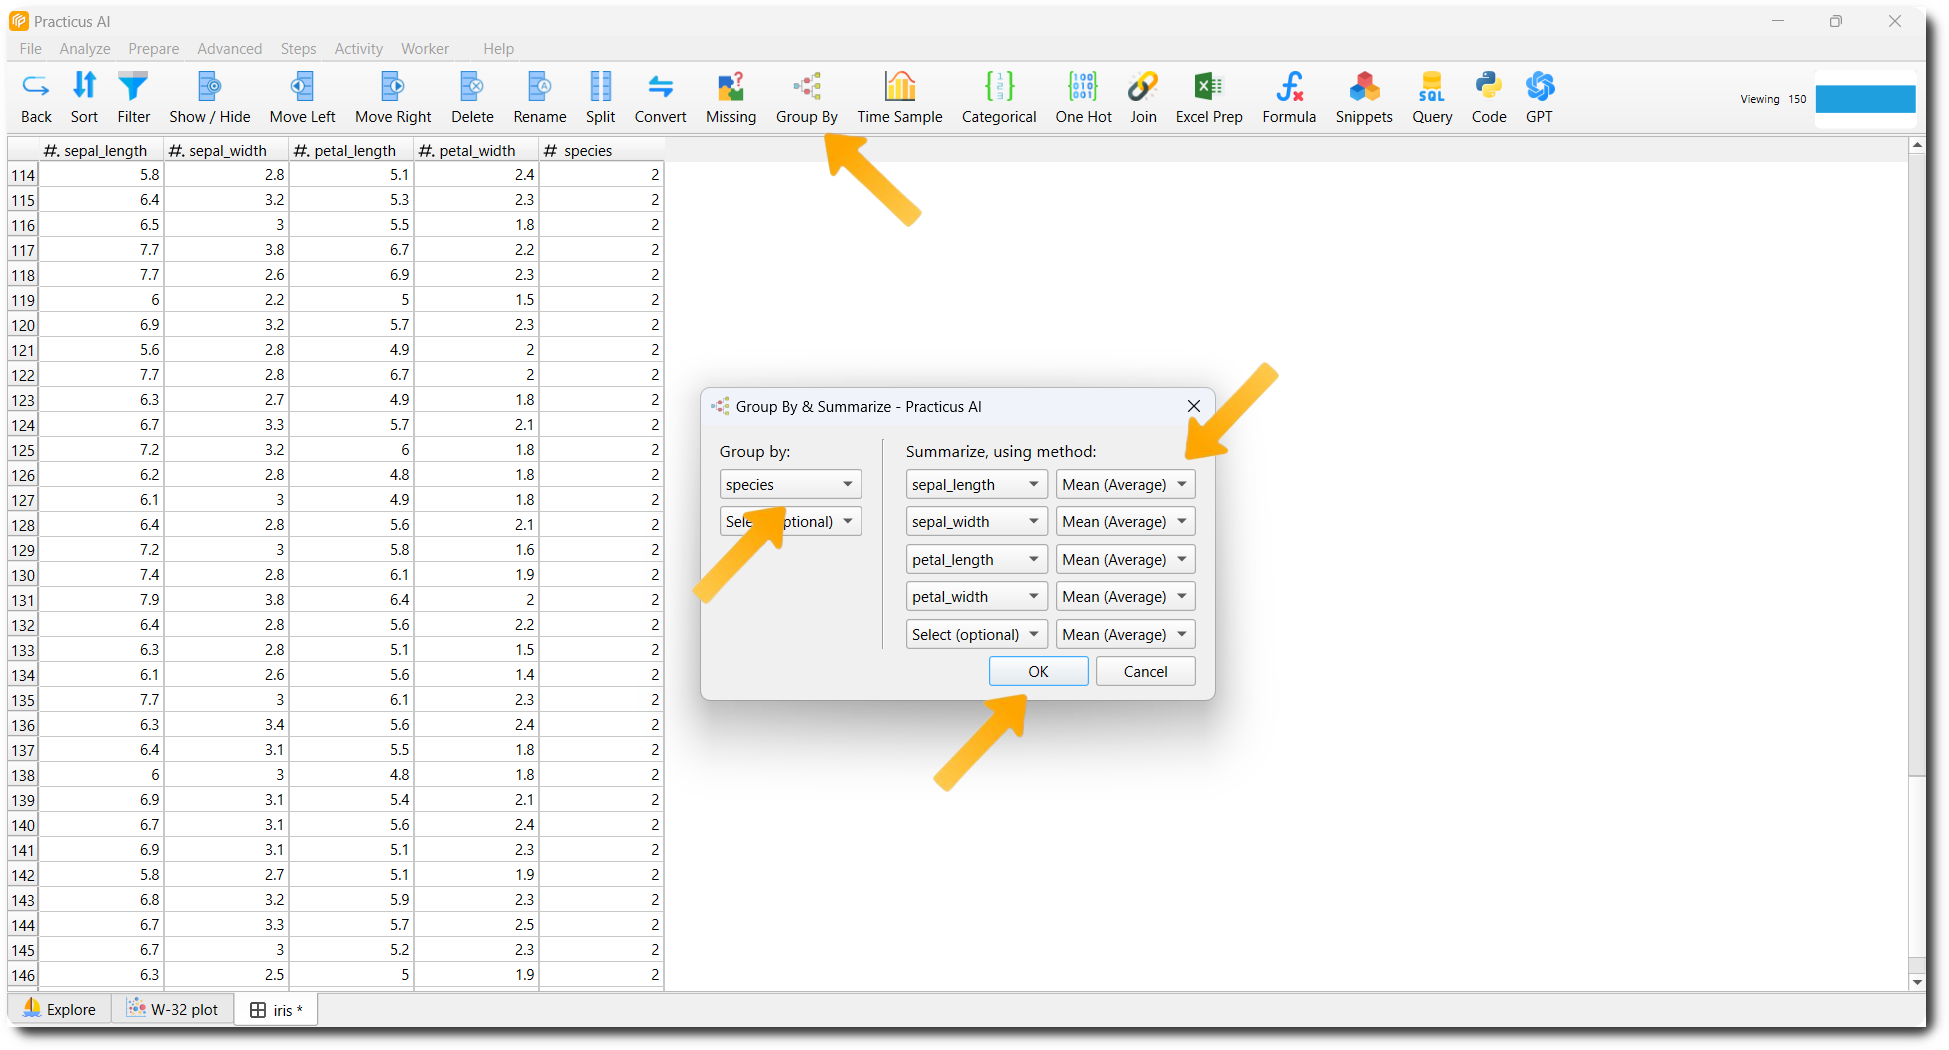 Practicus AI
File Analyze Prepare Advanced Steps Activity Worker Help
Back Sort Filter Show / Hide Move Left Move Right Delete Rename Split Convert Missing Group By Time Sample Categorical One Hot Join Excel Prep Formula Snippets Query Code GPT
Viewing 150
#. sepal_length #. sepal_width #. petal_length #. petal_width # species
114 5.8 2.8 5.1 2.4 2
115 6.4 3.2 5.3 2.3 2
116 6.5 3 5.5 1.8 2
117 7.7 3.8 6.7 2.2 2
118 7.7 2.6 6.9 2.3 2
119 6 2.2 5 1.5 2
120 6.9 3.2 5.7 2.3 2
121 5.6 2.8 4.9 2 2
122 7.7 2.8 6.7 2 2
123 6.3 2.7 4.9 1.8 2
124 6.7 3.3 5.7 2.1 2
125 7.2 3.2 6 1.8 2
126 6.2 2.8 4.8 1.8 2
127 6.1 3 4.9 1.8 2
128 6.4 2.8 5.6 2.1 2
129 7.2 3 5.8 1.6 2
130 7.4 2.8 6.1 1.9 2
131 7.9 3.8 6.4 2 2
132 6.4 2.8 5.6 2.2 2
133 6.3 2.8 5.1 1.5 2
134 6.1 2.6 5.6 1.4 2
135 7.7 3 6.1 2.3 2
136 6.3 3.4 5.6 2.4 2
137 6.4 3.1 5.5 1.8 2
138 6 3 4.8 1.8 2
139 6.9 3.1 5.4 2.1 2
140 6.7 3.1 5.6 2.4 2
141 6.9 3.1 5.1 2.3 2
142 5.8 2.7 5.1 1.9 2
143 6.8 3.2 5.9 2.3 2
144 6.7 3.3 5.7 2.5 2
145 6.7 3 5.2 2.3 2
146 6.3 2.5 5 1.9 2
Group By & Summarize - Practicus AI
Group by:
species
Summarize, using method:
sepal_length Mean (Average)
sepal_width Mean (Average)
petal_length Mean (Average)
petal_width Mean (Average)
Select (optional) Mean (Average)
OK Cancel
Explore W-32 plot iris *